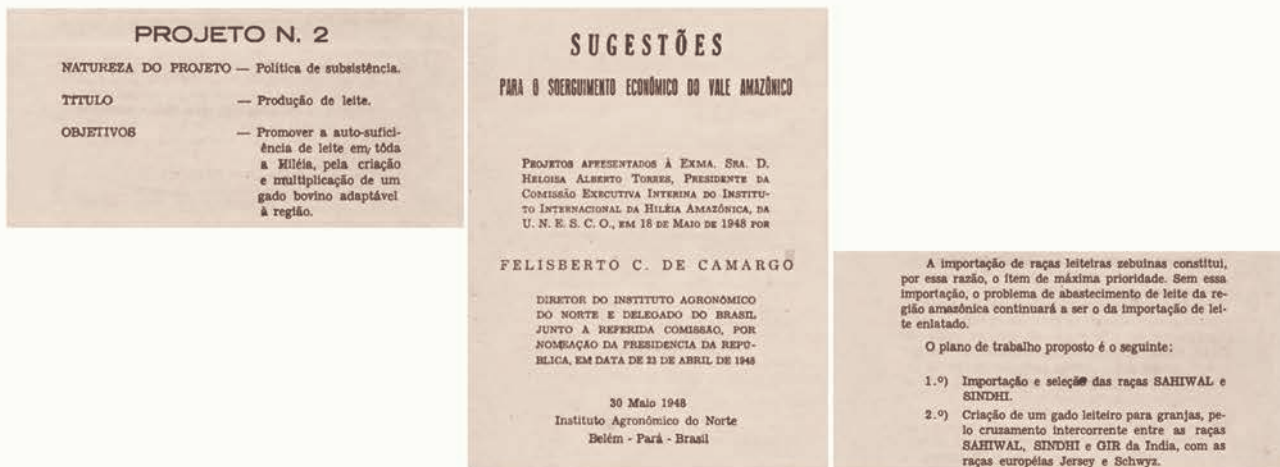 PROJETO N. 2
NATUREZA DO PROJETO — Política de subsistência.
TÍTULO — Produção de leite.
OBJETIVOS — Promover a auto-sufici-
ência de leite em tôda
a Hiléia, pela criação
e multiplicação de um
gado bovino adaptável
à região.
SUGESTÕES
PARA O SOERGUIMENTO ECONÔMICO DO VALE AMAZÔNICO
PROJETOS APRESENTADOS À EXMA. SRA. D.
HELOISA ALBERTO TORRES, PRESIDENTE DA
COMISSÃO EXECUTIVA INTERINA DO INSTITU-
TO INTERNACIONAL DA HILÉIA AMAZÔNICA, DA
U. N. E. S. C. O., EM 18 DE MAIO DE 1948 POR
FELISBERTO C. DE CAMARGO
DIRETOR DO INSTITUTO AGRONÔMICO
DO NORTE E DELEGADO DO BRASIL
JUNTO A REFERIDA COMISSÃO, POR
NOMEAÇÃO DA PRESIDENCIA DA REPÚ-
BLICA, EM DATA DE 23 DE ABRIL DE 1948
30 Maio 1948
Instituto Agronômico do Norte
Belém - Pará - Brasil
A importação de raças leiteiras zebuinas constitui,
por essa razão, o item de máxima prioridade. Sem essa
importação, o problema de abastecimento de leite da re-
gião amazônica continuará a ser o da importação de lei-
te enlatado.
O plano de trabalho proposto é o seguinte:
1.º) Importação e seleção das raças SAHIWAL e
SINDHI.
2.º) Criação de um gado leiteiro para granjas, pe-
lo cruzamento intercorrente entre as raças
SAHIWAL, SINDHI e GIR da India, com as
raças européias Jersey e Schwyz.